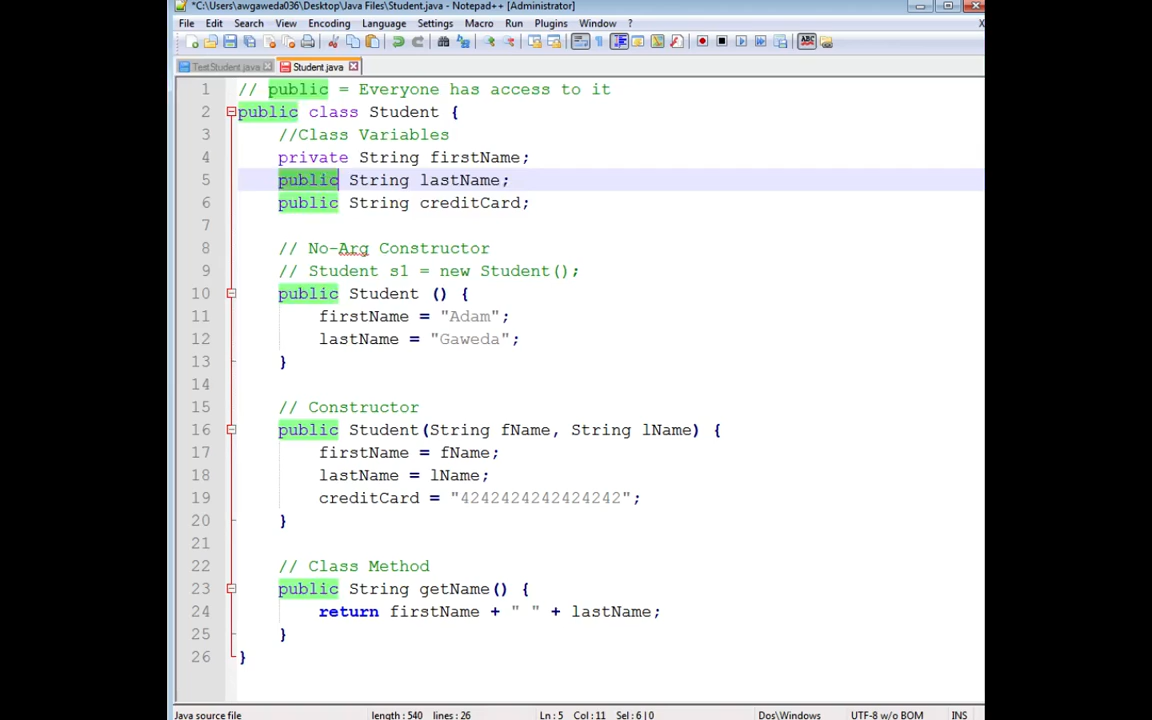 *C:\Users\awgaweda036\Desktop\Java Files\Student.java - Notepad++ [Administrator]
File Edit Search View Encoding Language Settings Macro Run Plugins Window ? X
TestStudent.java Student.java
1 // public = Everyone has access to it
2 public class Student {
3 //Class Variables
4 private String firstName;
5 public String lastName;
6 public String creditCard;
7
8 // No-Arg Constructor
9 // Student s1 = new Student();
10 public Student () {
11 firstName = "Adam";
12 lastName = "Gaweda";
13 }
14
15 // Constructor
16 public Student(String fName, String lName) {
17 firstName = fName;
18 lastName = lName;
19 creditCard = "4242424242424242";
20 }
21
22 // Class Method
23 public String getName() {
24 return firstName + " " + lastName;
25 }
26 }
Java source file length : 540 lines : 26 Ln : 5 Col : 11 Sel : 6 | 0 Dos\Windows UTF-8 w/o BOM INS